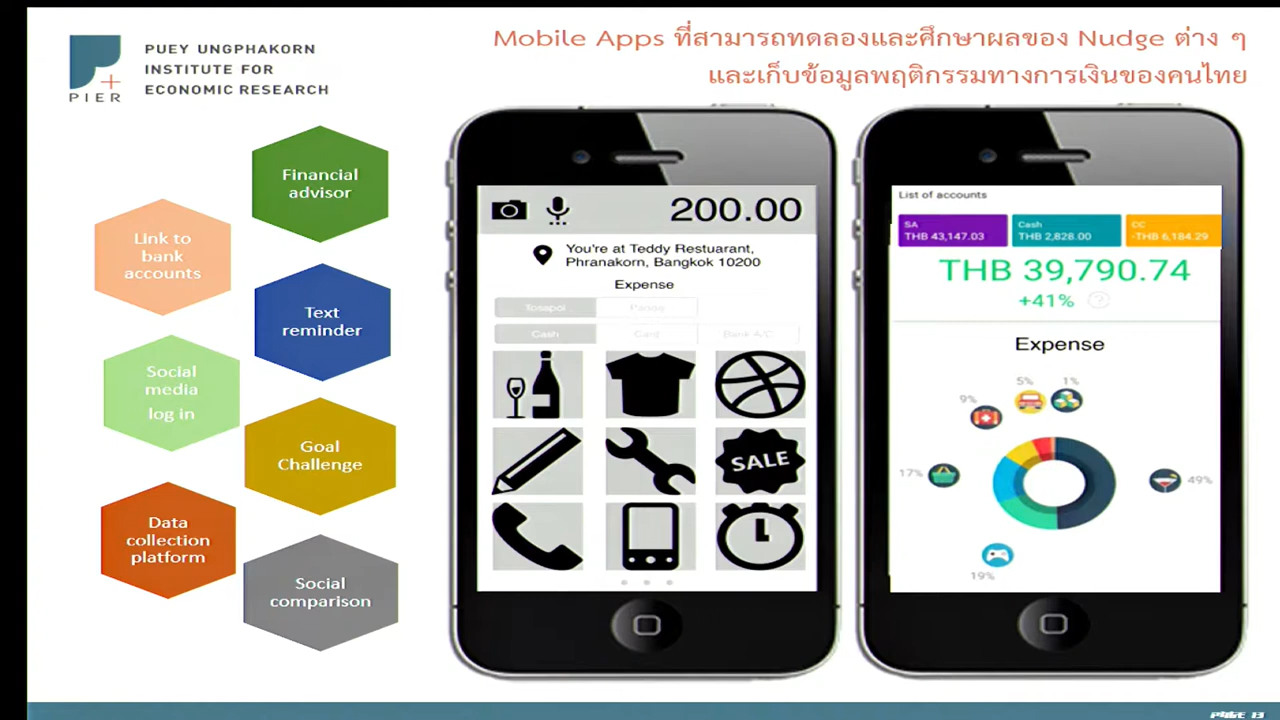 PUEY UNGPHAKORN
INSTITUTE FOR
ECONOMIC RESEARCH
PIER
Mobile Apps ที่สามารถทดลองและศึกษาผลของ Nudge ต่าง ๆ
และเก็บข้อมูลพฤติกรรมทางการเงินของคนไทย
Financial
advisor
Link to
bank
accounts
Text
reminder
Social
media
log in
Goal
Challenge
Data
collection
platform
Social
comparison
200.00
You're at Teddy Restuarant,
Phranakorn, Bangkok 10200
Expense
Cash
Card
Bank A/C
SALE
List of accounts
SA
THB 43,147.03
Cash
THB 2,828.00
CC
-THB 6,184.29
THB 39,790.74
+41% ?
Expense
5%
1%
9%
17%
49%
19%
PAGE 13